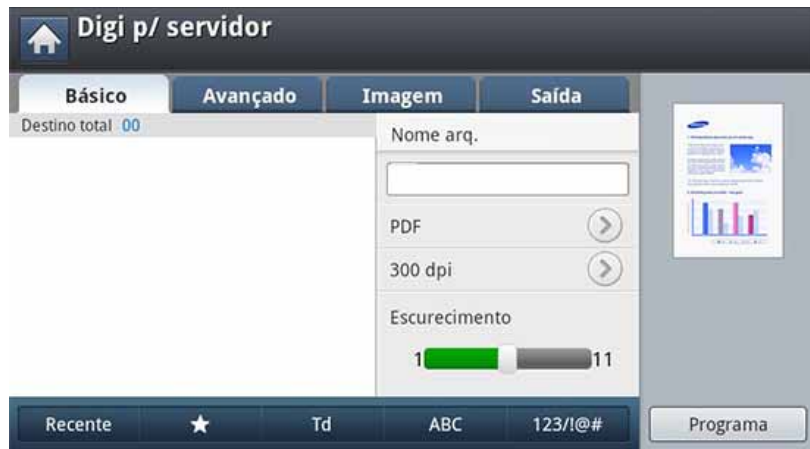 Digi p/ servidor
Básico Avançado Imagem Saída
Destino total 00
Nome arq.
PDF
300 dpi
Escurecimento
1 11
Recente ★ Td ABC 123/!@# Programa